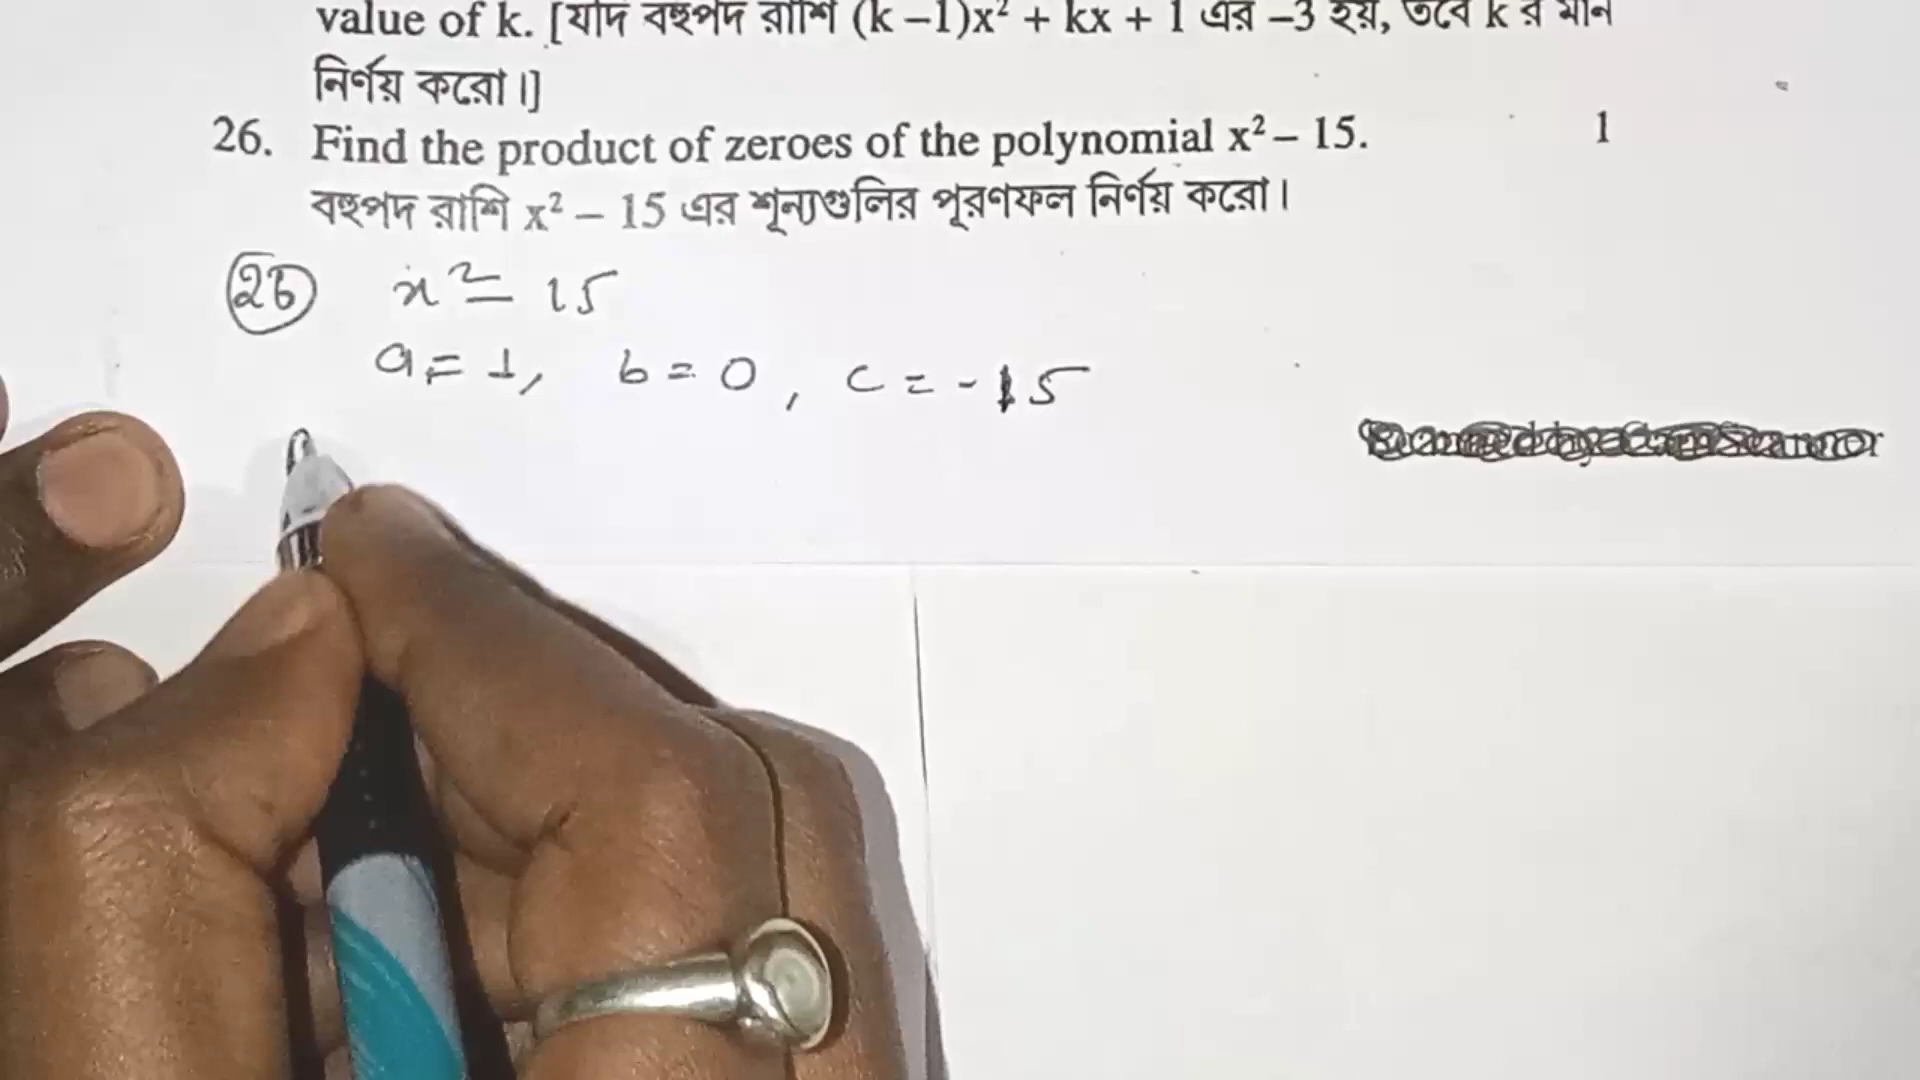 value of k. [যদি বহুপদ রাশি (k –1)x² + kx + 1 এর –3 হয়, তবে k র মান
নির্ণয় করো।]
26. Find the product of zeroes of the polynomial x² – 15. 1
বহুপদ রাশি x² – 15 এর শূন্যগুলির পূরণফল নির্ণয় করো।
26 x² – 15
a = 1, b = 0, c = -15